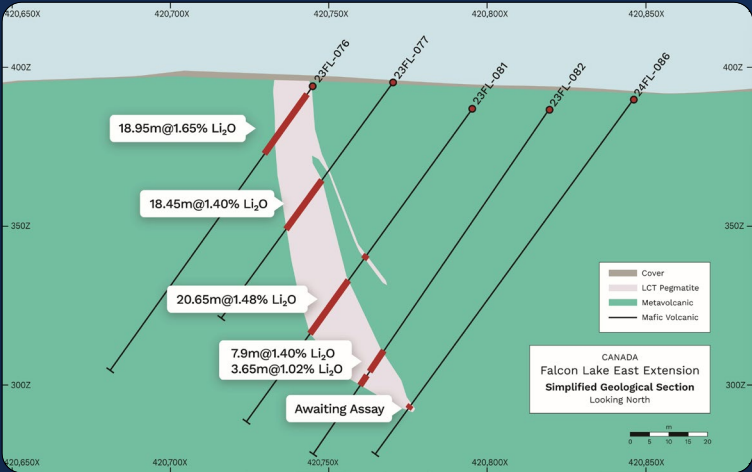 420,650X 420,700X 420,750X 420,800X 420,850X
400Z 400Z
23FL-076
23FL-077
23FL-081
23FL-082
24FL-086
18.95m@1.65% Li₂O
18.45m@1.40% Li₂O
350Z 350Z
20.65m@1.48% Li₂O
7.9m@1.40% Li₂O
3.65m@1.02% Li₂O
Awaiting Assay
300Z 300Z
Cover
LCT Pegmatite
Metavolcanic
Mafic Volcanic
CANADA
Falcon Lake East Extension
Simplified Geological Section
Looking North
m
0 5 10 15 20
420,650X 420,700X 420,750X 420,800X 420,850X